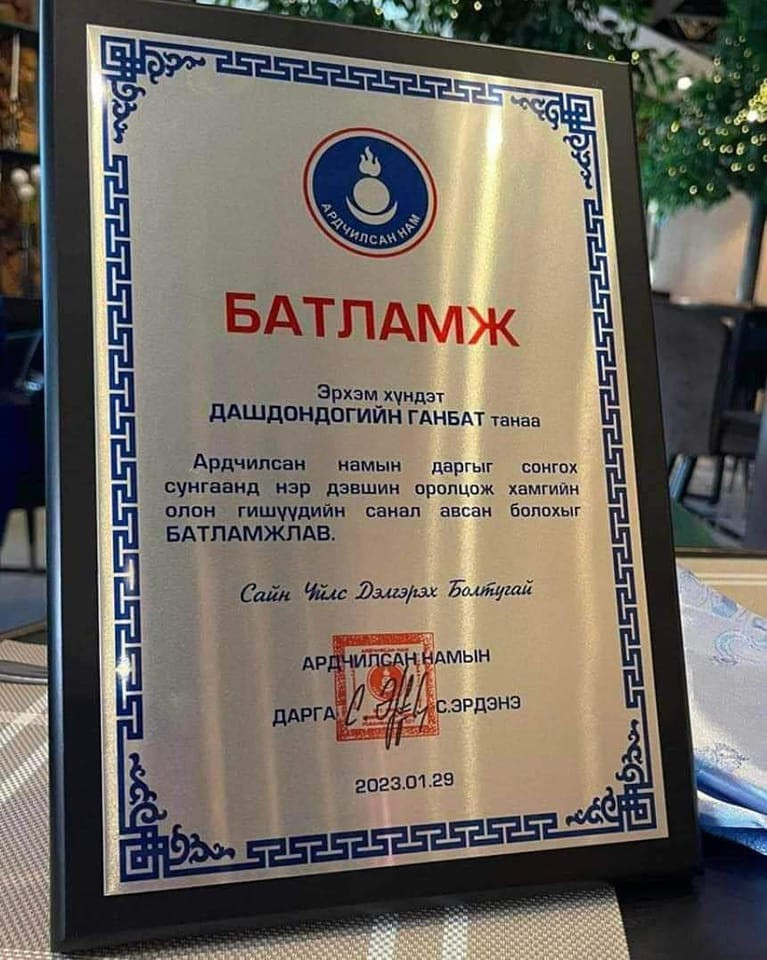 АРДЧИЛСАН НАМ
БАТЛАМЖ
Эрхэм хүндэт
ДАШДОНДОГИЙН ГАНБАТ танаа
Ардчилсан намын даргыг сонгох
сунгаанд нэр дэвшин оролцож хамгийн
олон гишүүдийн санал авсан болохыг
БАТЛАМЖЛАВ.
Сайн Үйлс Дэлгэрэх Болтугай
АРДЧИЛСАН НАМЫН
ДАРГА С.ЭРДЭНЭ
2023.01.29